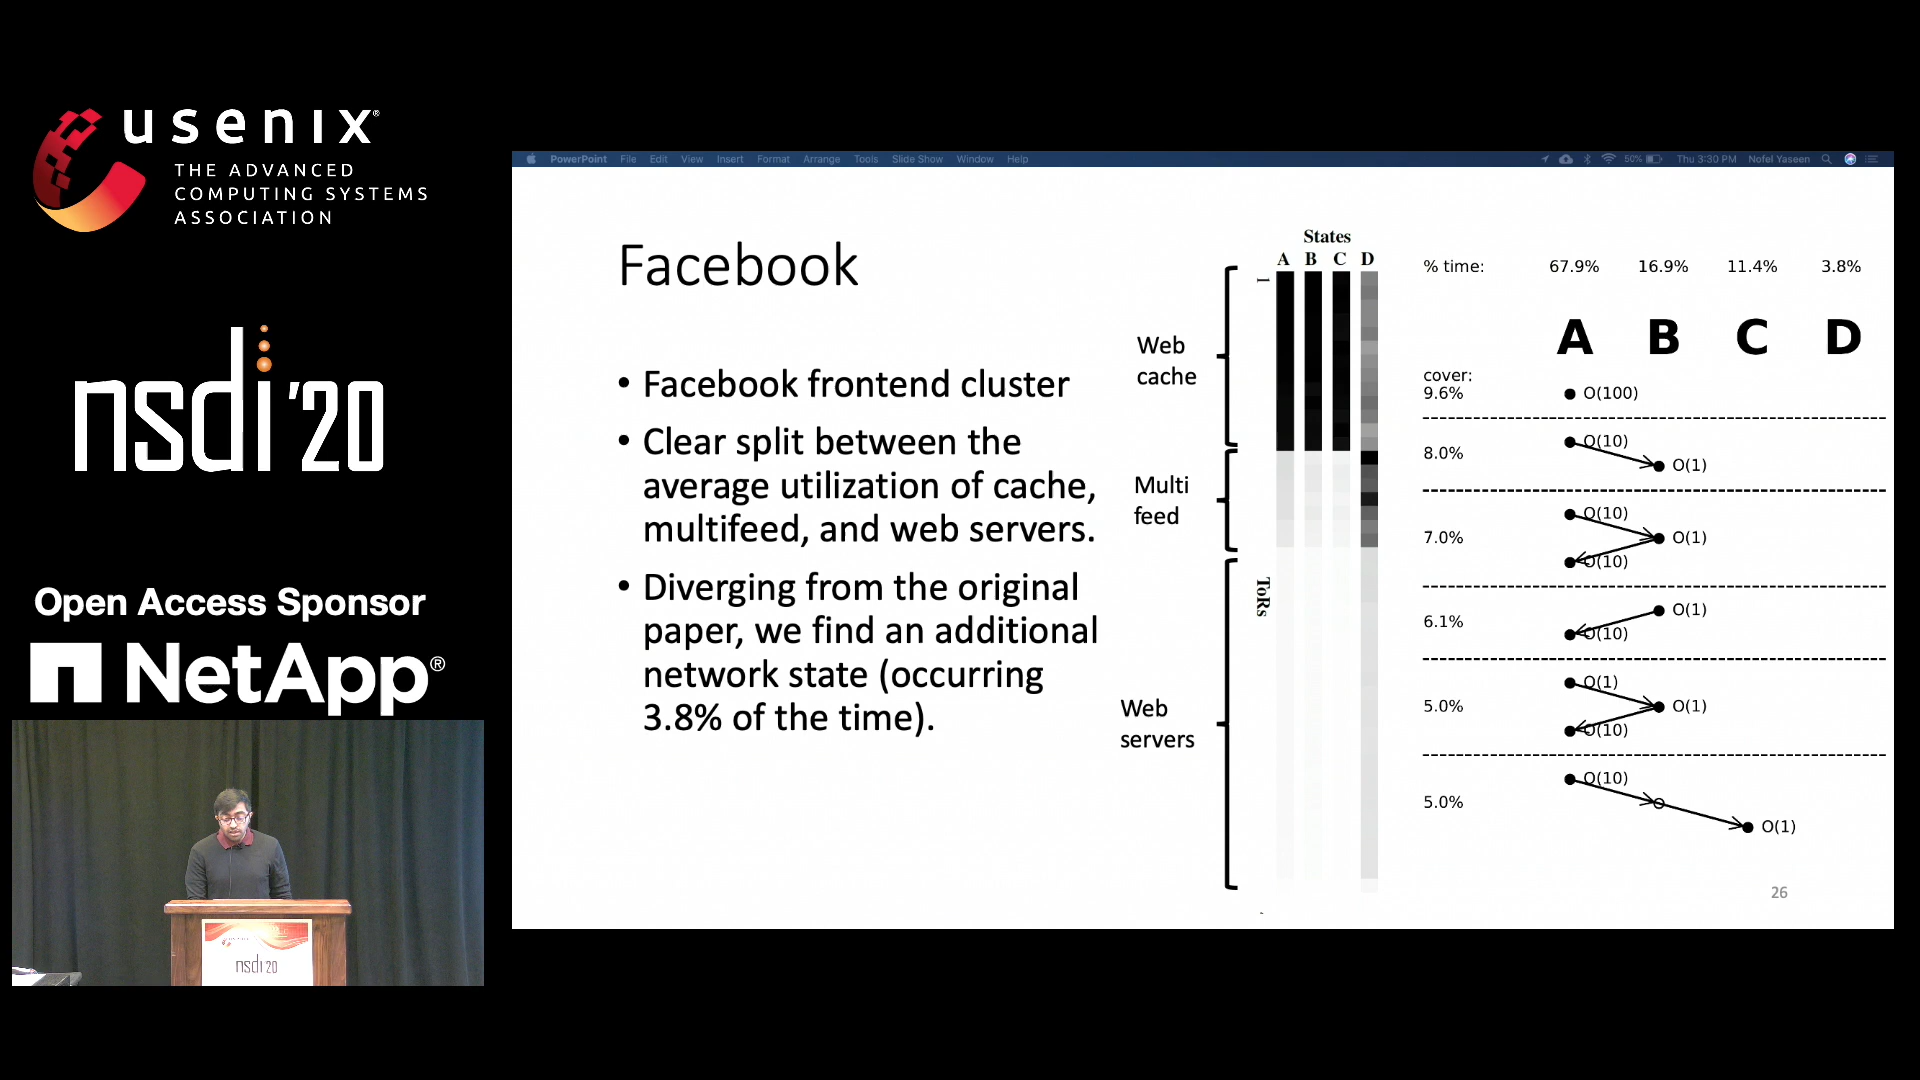 usenix®
THE ADVANCED
COMPUTING SYSTEMS
ASSOCIATION
nsdi '20
Open Access Sponsor
NetApp®
nsdi 20
PowerPoint File Edit View Insert Format Arrange Tools Slide Show Window Help
50% Thu 3:30 PM Nofel Yaseen
Facebook
• Facebook frontend cluster
• Clear split between the
average utilization of cache,
multifeed, and web servers.
• Diverging from the original
paper, we find an additional
network state (occurring
3.8% of the time).
States
A B C D
1
Web
cache
Multi
feed
ToRs
Web
servers
% time: 67.9% 16.9% 11.4% 3.8%
A B C D
cover:
9.6% O(100)
O(10)
8.0%
O(1)
O(10)
7.0% O(1)
O(10)
O(1)
6.1%
O(10)
O(1)
5.0% O(1)
O(10)
O(10)
5.0%
O(1)
26